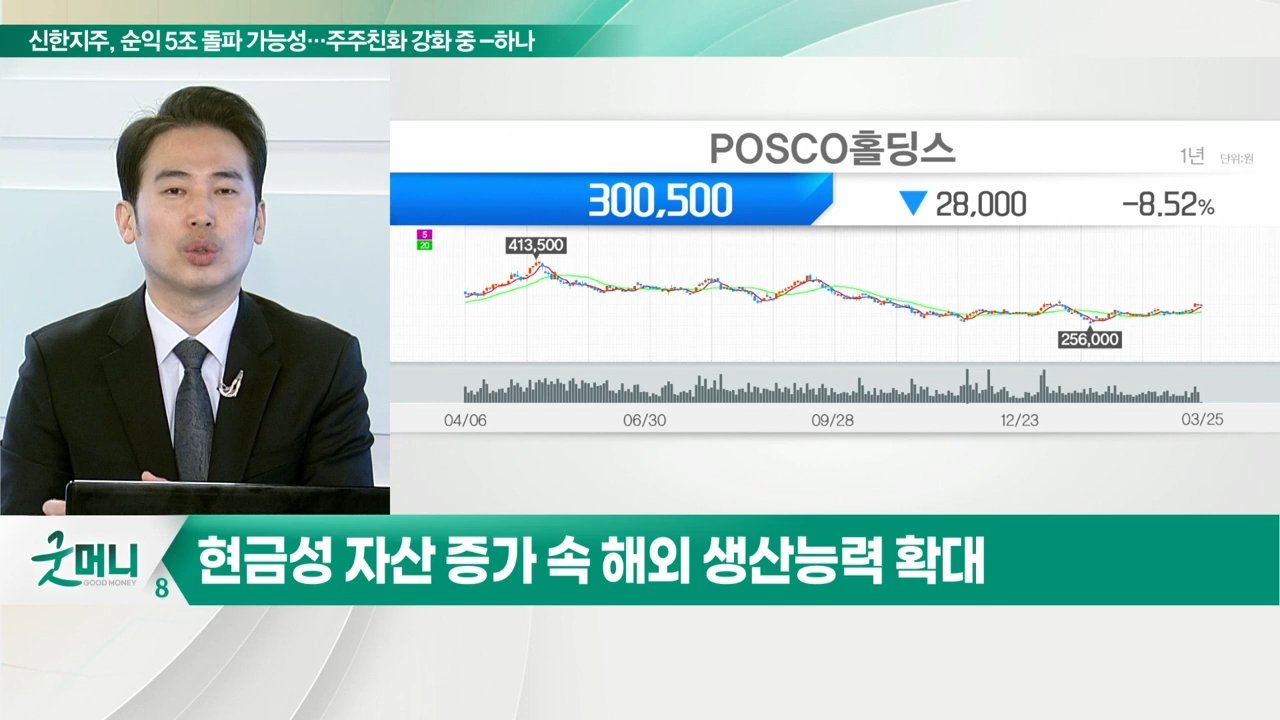 신한지주, 순익 5조 돌파 가능성…주주친화 강화 중 –하나
POSCO홀딩스
1년 단위:원
300,500 ▼ 28,000 -8.52%
5
20
413,500
256,000
04/06 06/30 09/28 12/23 03/25
굿머니
GOOD MONEY
8
현금성 자산 증가 속 해외 생산능력 확대